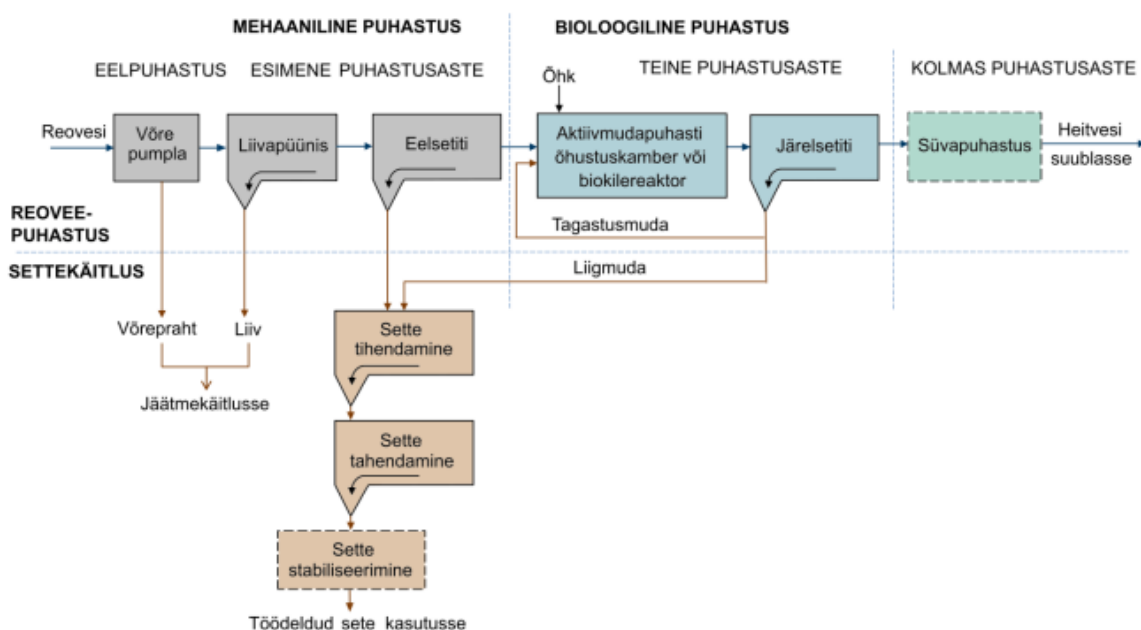 MEHAANILINE PUHASTUS
BIOLOOGILINE PUHASTUS
EELPUHASTUS
ESIMENE PUHASTUSASTE
TEINE PUHASTUSASTE
KOLMAS PUHASTUSASTE
Õhk
Reovesi
Võre
pumpla
Liivapüünis
Eelsetiti
Aktiivmudapuhasti
õhustuskamber või
biokilereaktor
Järelsetiti
Süvapuhastus
Heitvesi
suublasse
Tagastusmuda
REOVEE-
PUHASTUS
SETTEKÄITLUS
Liigmuda
Võrepraht
Liiv
Jäätmekäitlusse
Sette
tihendamine
Sette
tahendamine
Sette
stabiliseerimine
Töödeldud sete kasutusse